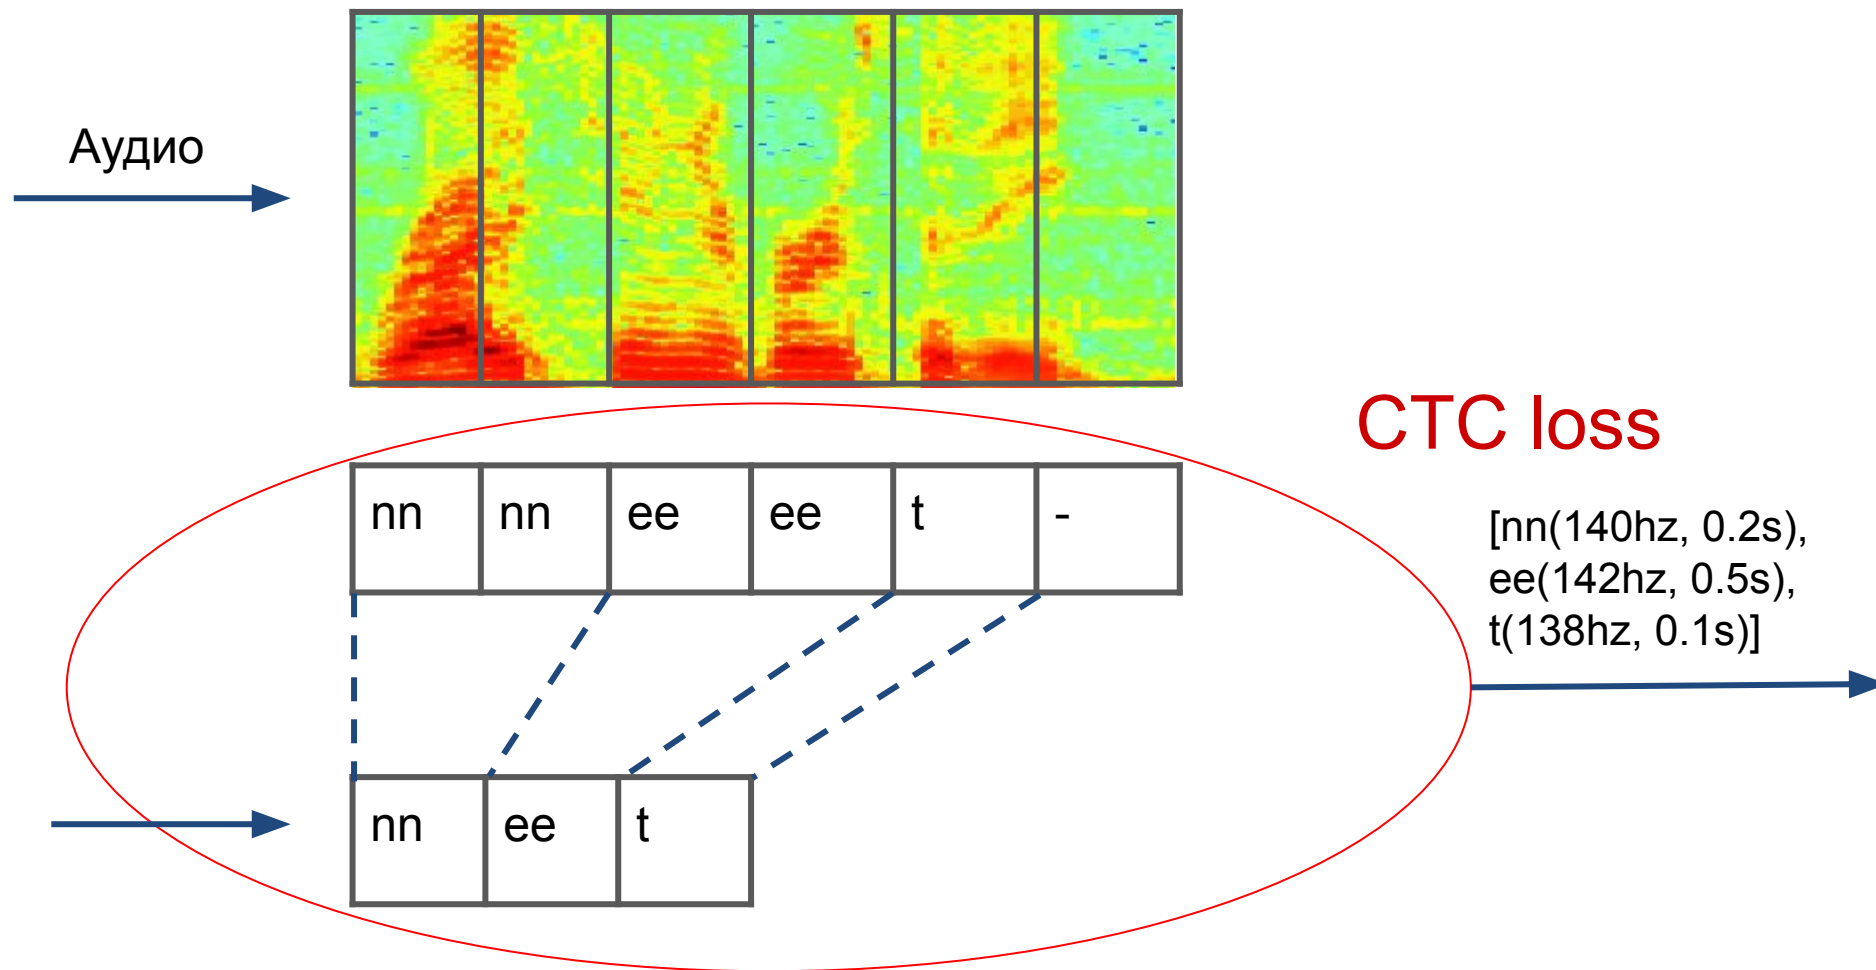 Аудио
CTC loss
nn nn ee ee t -
[nn(140hz, 0.2s),
ee(142hz, 0.5s),
t(138hz, 0.1s)]
nn ee t